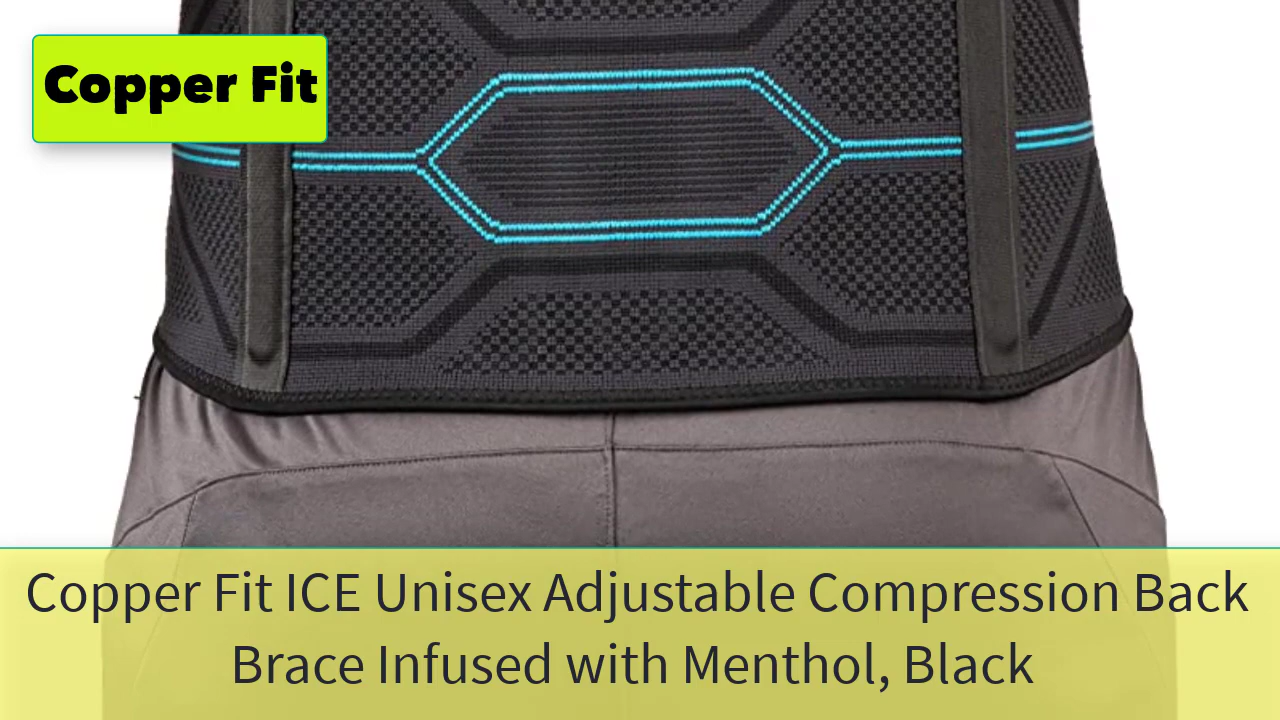 Copper Fit
Copper Fit ICE Unisex Adjustable Compression Back
Brace Infused with Menthol, Black